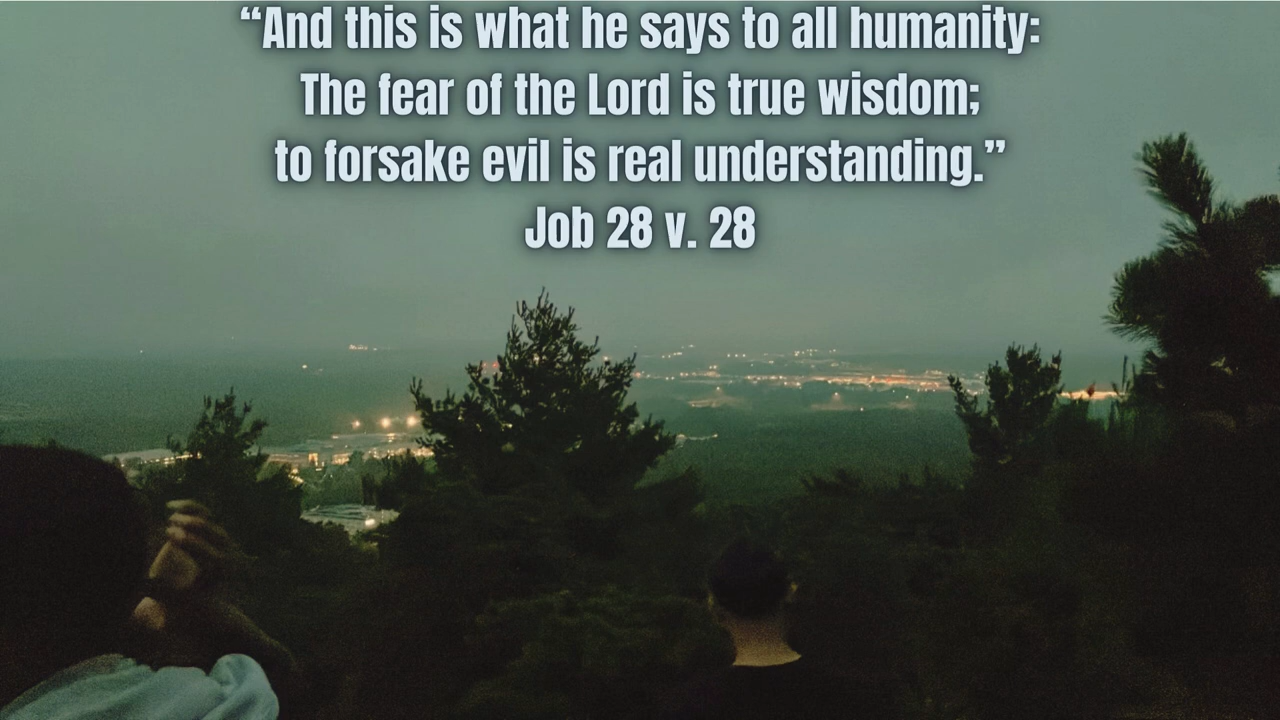 “And this is what he says to all humanity:
The fear of the Lord is true wisdom;
to forsake evil is real understanding.”
Job 28 v. 28